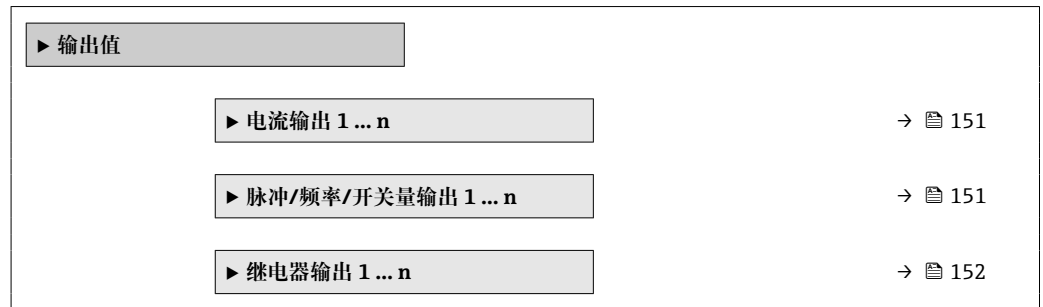 ▶ 输出值
▶ 电流输出 1 … n → 🖹 151
▶ 脉冲/频率/开关量输出 1 … n → 🖹 151
▶ 继电器输出 1 … n → 🖹 152